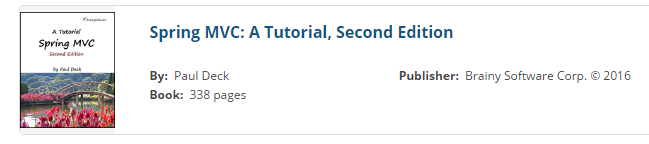 BrainySoftware
A Tutorial
Spring MVC
Second Edition
by Paul Deck
Spring MVC: A Tutorial, Second Edition
By: Paul Deck
Publisher: Brainy Software Corp. © 2016
Book: 338 pages